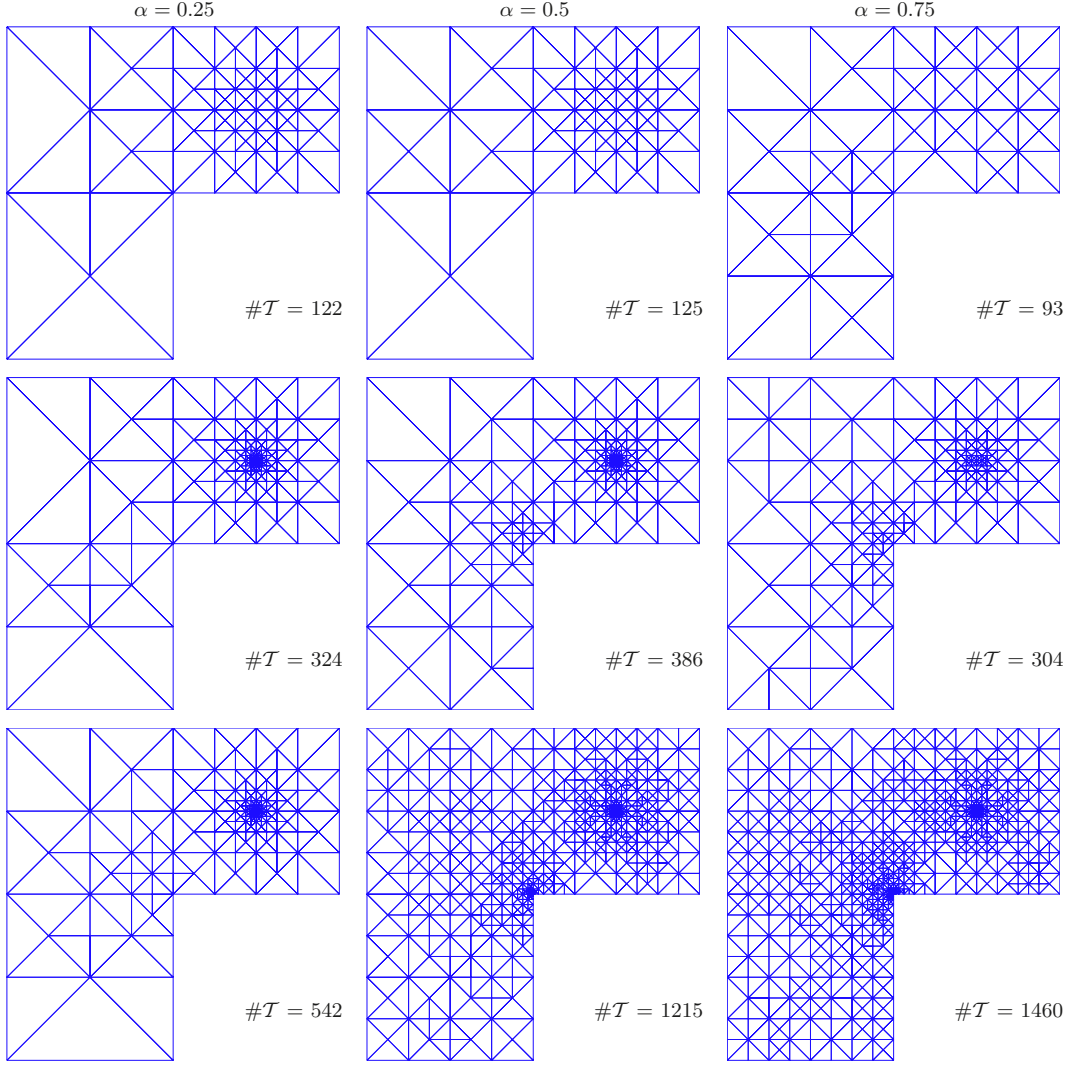 α = 0.25 α = 0.5 α = 0.75
#𝒯 = 122 #𝒯 = 125 #𝒯 = 93
#𝒯 = 324 #𝒯 = 386 #𝒯 = 304
#𝒯 = 542 #𝒯 = 1215 #𝒯 = 1460